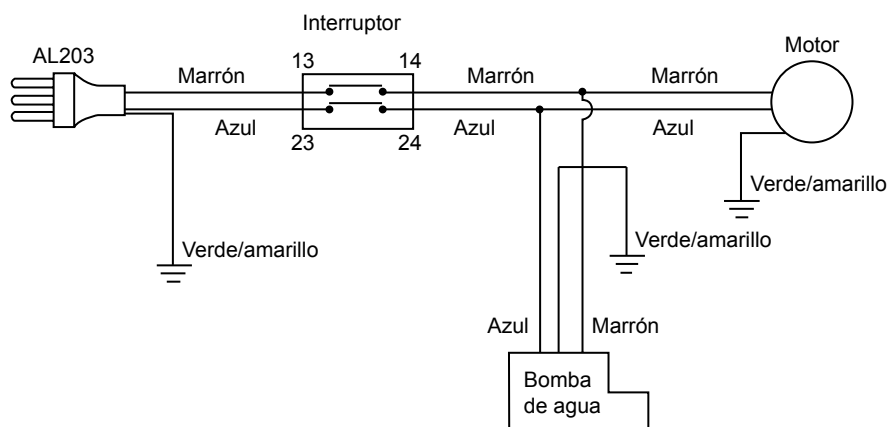 Interruptor
AL203
Marrón
13
14
Marrón
Marrón
Motor
Azul
23
24
Azul
Azul
Verde/amarillo
Verde/amarillo
Verde/amarillo
Azul
Marrón
Bomba
de agua